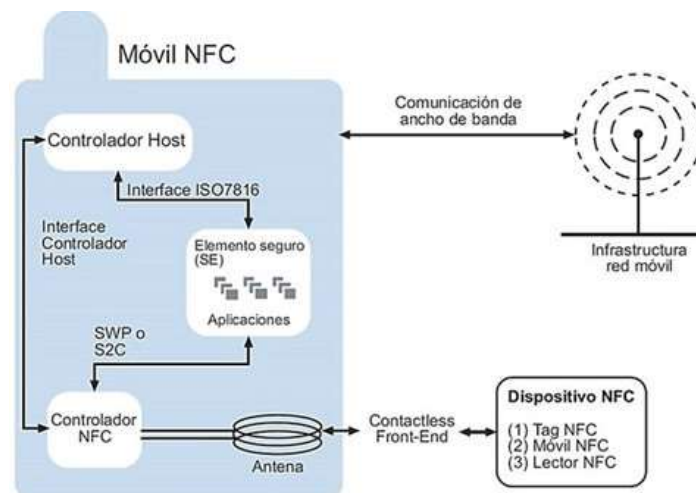 Móvil NFC
Controlador Host
Interface ISO7816
Interface
Controlador
Host
Elemento seguro
(SE)
Aplicaciones
SWP o
S2C
Controlador
NFC
Antena
Comunicación de
ancho de banda
Infrastructura
red móvil
Contactless
Front-End
Dispositivo NFC
(1) Tag NFC
(2) Móvil NFC
(3) Lector NFC